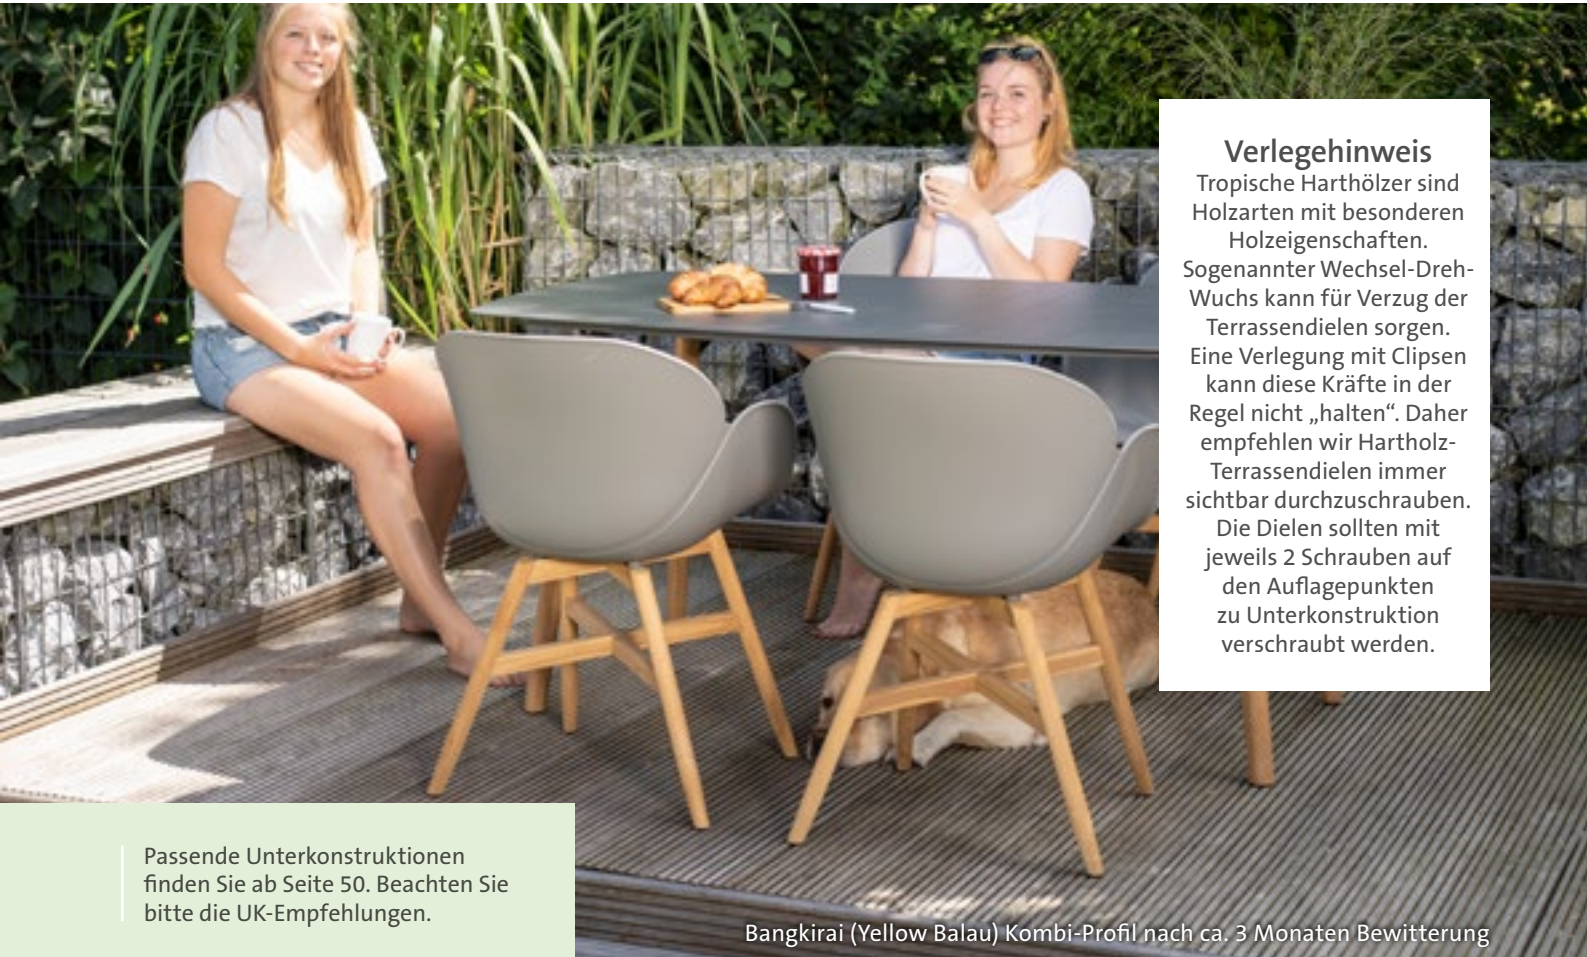 Verlegehinweis
Tropische Harthölzer sind
Holzarten mit besonderen
Holzeigenschaften.
Sogenannter Wechsel-Dreh-
Wuchs kann für Verzug der
Terrassendielen sorgen.
Eine Verlegung mit Clipsen
kann diese Kräfte in der
Regel nicht „halten“. Daher
empfehlen wir Hartholz-
Terrassendielen immer
sichtbar durchzuschrauben.
Die Dielen sollten mit
jeweils 2 Schrauben auf
den Auflagepunkten
zu Unterkonstruktion
verschraubt werden.
Passende Unterkonstruktionen
finden Sie ab Seite 50. Beachten Sie
bitte die UK-Empfehlungen.
Bangkirai (Yellow Balau) Kombi-Profil nach ca. 3 Monaten Bewitterung